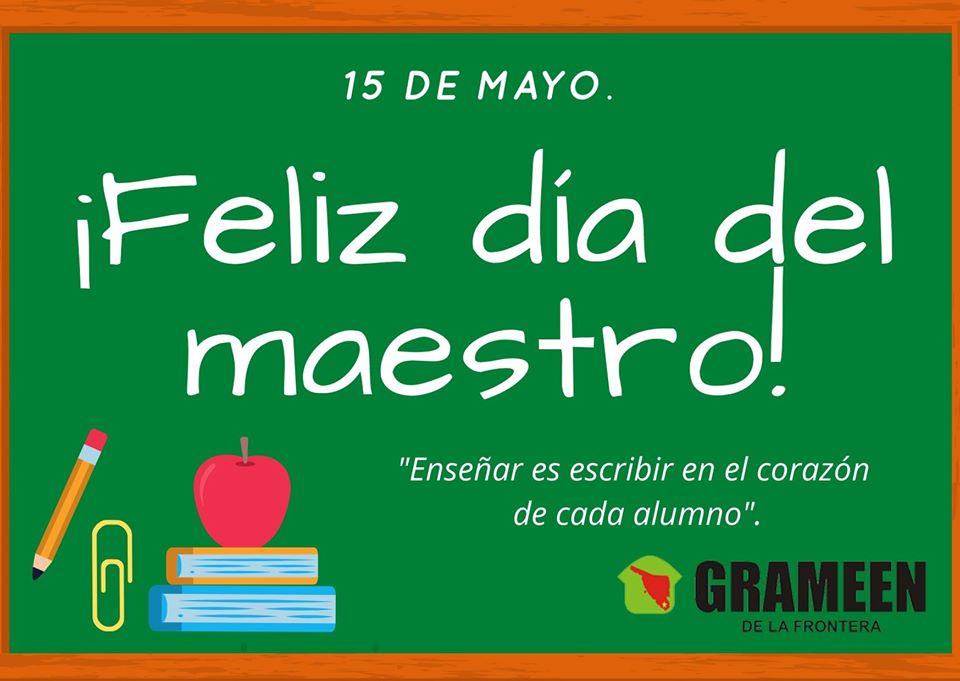 15 DE MAYO.
¡Feliz día del
maestro!
"Enseñar es escribir en el corazón
de cada alumno".
GRAMEEN
DE LA FRONTERA